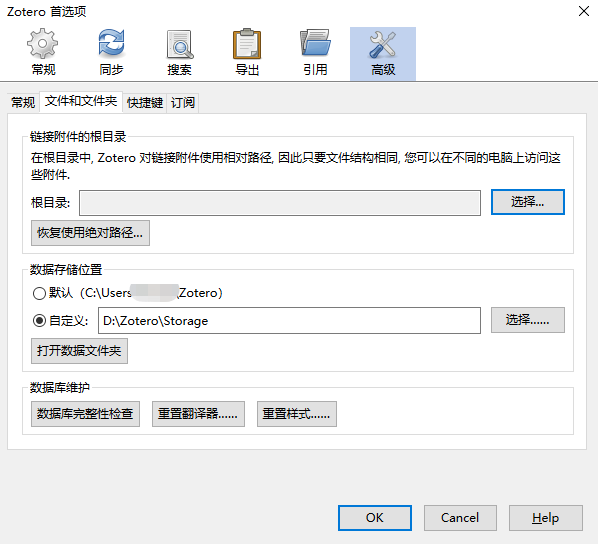 Zotero 首选项
常规 同步 搜索 导出 引用 高级
常规 文件和文件夹 快捷键 订阅
链接附件的根目录
在根目录中, Zotero 对链接附件使用相对路径, 因此只要文件结构相同, 您可以在不同的电脑上访问这
些附件.
根目录: 选择...
恢复使用绝对路径...
数据存储位置
默认（C:\Users \Zotero）
自定义: D:\Zotero\Storage 选择......
打开数据文件夹
数据库维护
数据库完整性检查 重置翻译器...... 重置样式......
OK Cancel Help